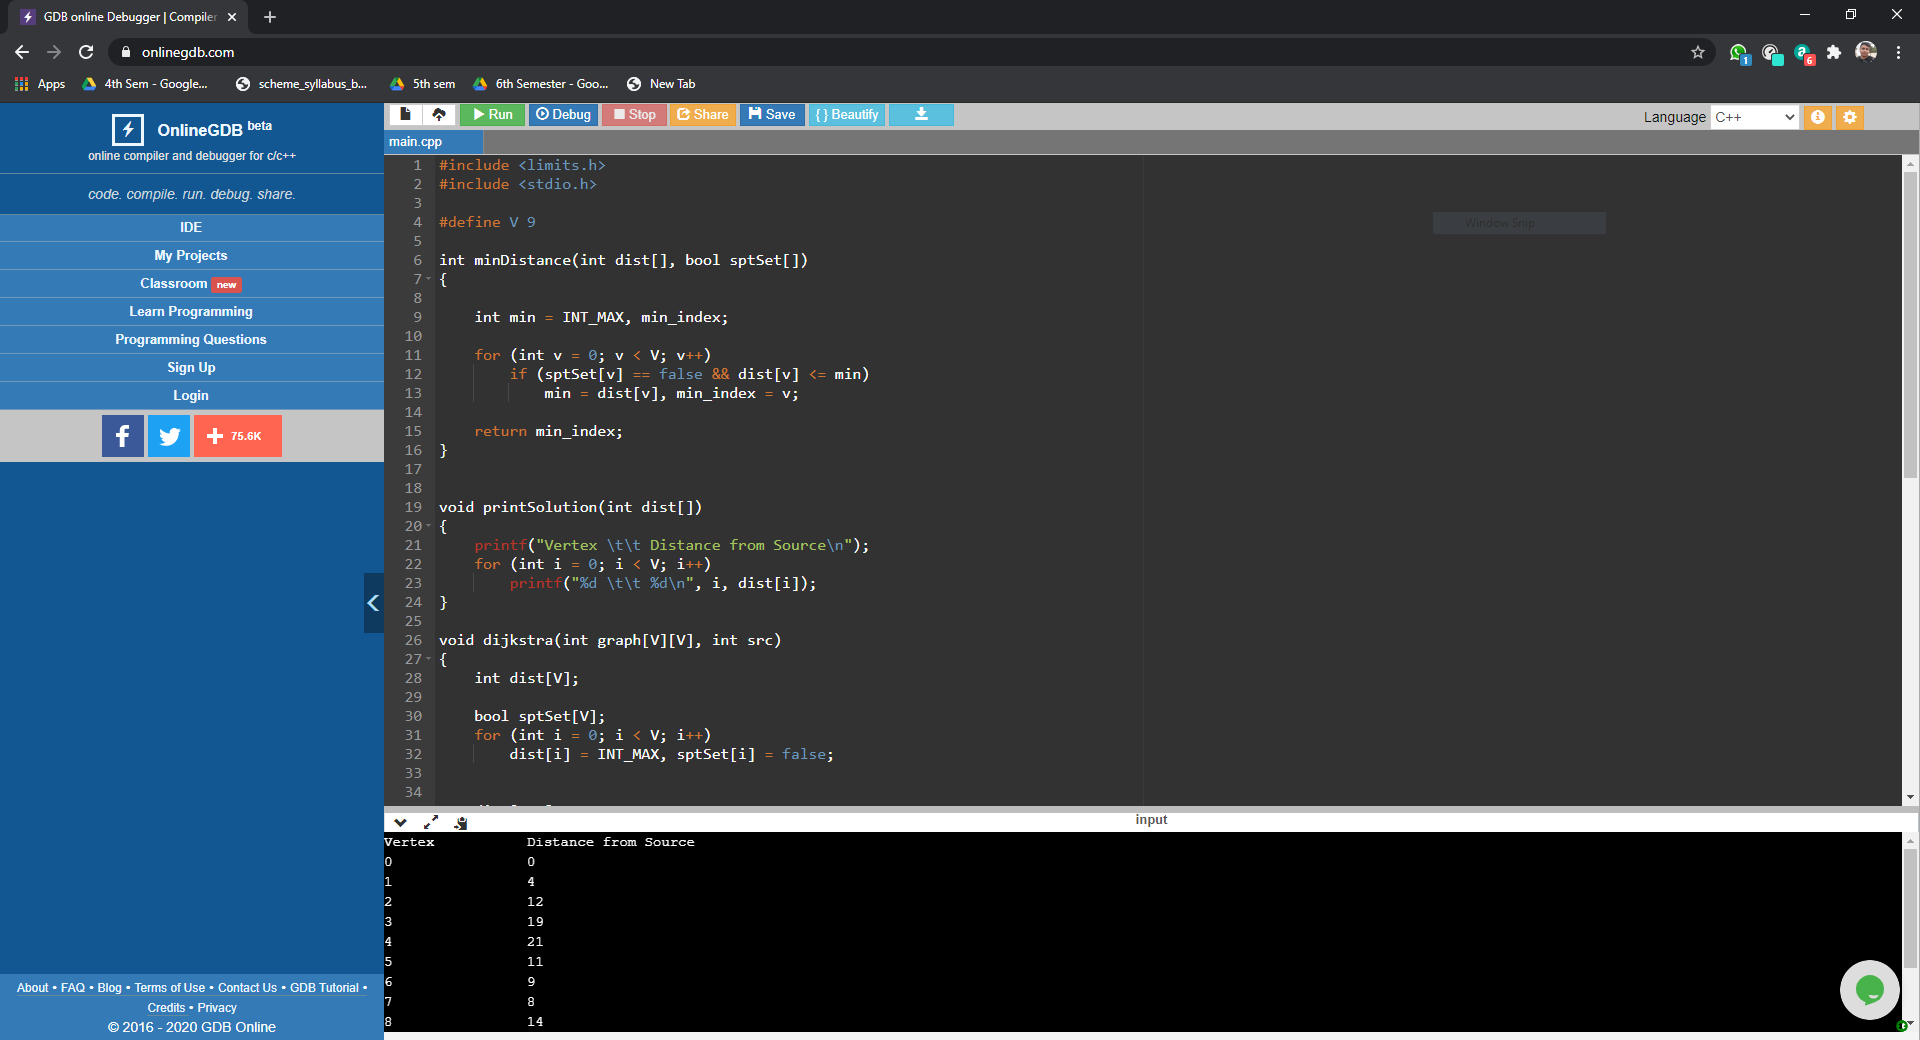 GDB online Debugger | Compiler
onlinegdb.com
Apps 4th Sem - Google... scheme_syllabus_b... 5th sem 6th Semester - Goo... New Tab
1 6
OnlineGDB beta
online compiler and debugger for c/c++
code. compile. run. debug. share.
IDE
My Projects
Classroom new
Learn Programming
Programming Questions
Sign Up
Login
75.6K
About • FAQ • Blog • Terms of Use • Contact Us • GDB Tutorial •
Credits • Privacy
© 2016 - 2020 GDB Online
Run Debug Stop Share Save { } Beautify Language C++
main.cpp
1 #include <limits.h>
2 #include <stdio.h>
3
4 #define V 9
Window Snip
5
6 int minDistance(int dist[], bool sptSet[])
7 {
8
9     int min = INT_MAX, min_index;
10
11     for (int v = 0; v < V; v++)
12         if (sptSet[v] == false && dist[v] <= min)
13             min = dist[v], min_index = v;
14
15     return min_index;
16 }
17
18
19 void printSolution(int dist[])
20 {
21     printf("Vertex \t\t Distance from Source\n");
22     for (int i = 0; i < V; i++)
23         printf("%d \t\t %d\n", i, dist[i]);
24 }
25
26 void dijkstra(int graph[V][V], int src)
27 {
28     int dist[V];
29
30     bool sptSet[V];
31     for (int i = 0; i < V; i++)
32         dist[i] = INT_MAX, sptSet[i] = false;
33
34
input
Vertex Distance from Source
0 0
1 4
2 12
3 19
4 21
5 11
6 9
7 8
8 14